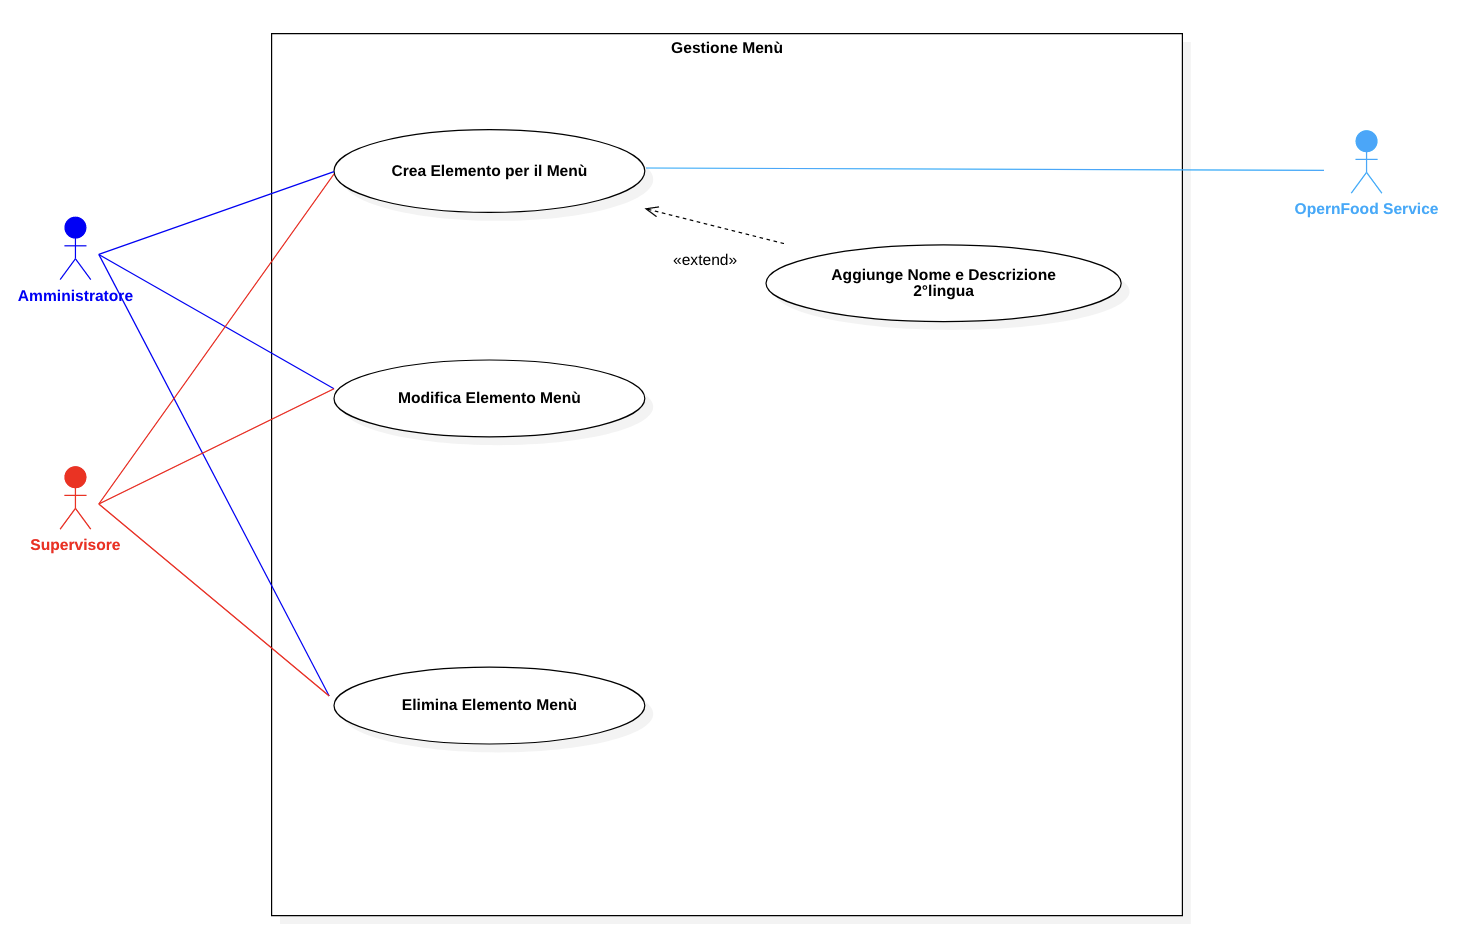 Gestione Menù
Crea Elemento per il Menù
OpernFood Service
«extend»
Aggiunge Nome e Descrizione
2°lingua
Amministratore
Modifica Elemento Menù
Supervisore
Elimina Elemento Menù